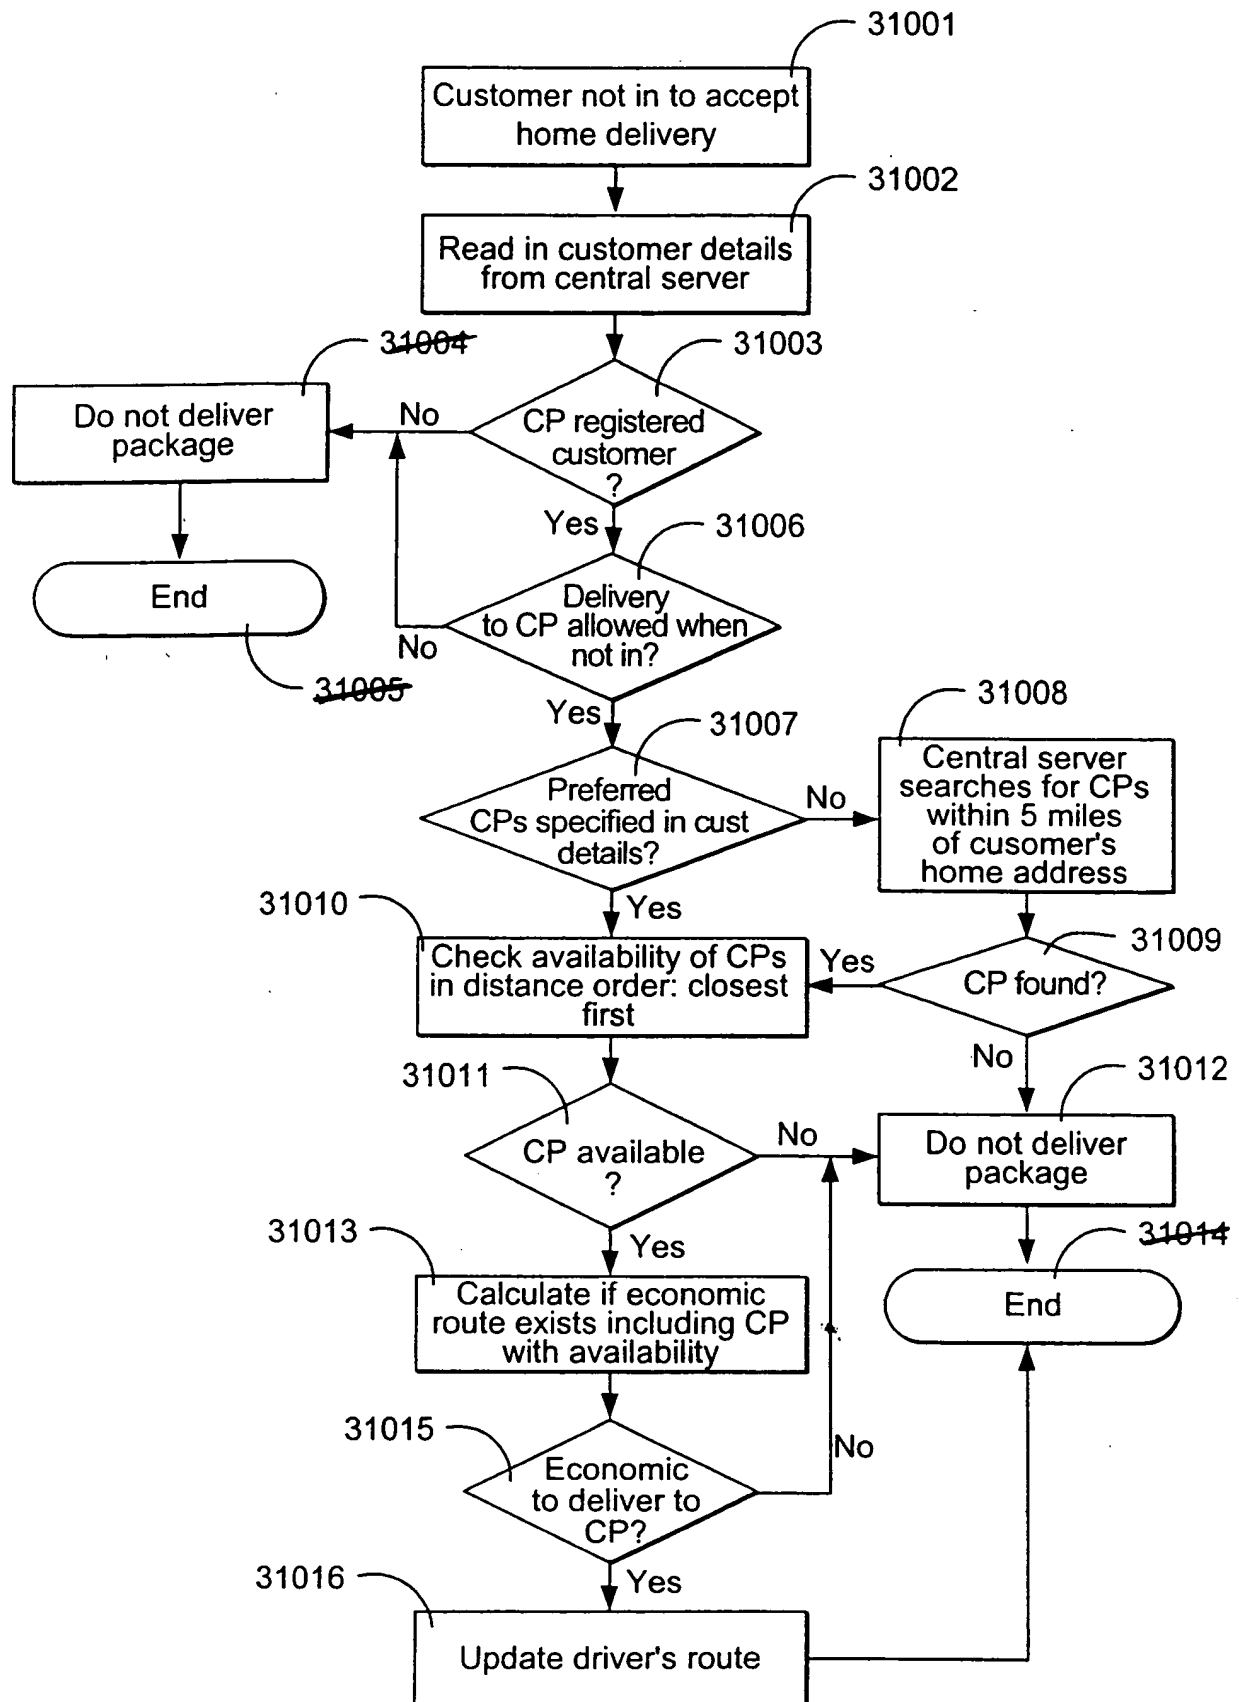 31001
Customer not in to accept
home delivery
31002
Read in customer details
from central server
31004
31003
Do not deliver
package
No
CP registered
customer
?
Yes
31006
End
Delivery
to CP allowed when
not in?
No
31005
Yes
31007
31008
Preferred
CPs specified in cust
details?
No
Central server
searches for CPs
within 5 miles
of cusomer's
home address
Yes
31010
Check availability of CPs
in distance order: closest
first
Yes
31009
CP found?
No
31011
31012
CP available
?
No
Do not deliver
package
31013
Yes
31014
Calculate if economic
route exists including CP
with availability
End
31015
Economic
to deliver to
CP?
No
31016
Yes
Update driver's route